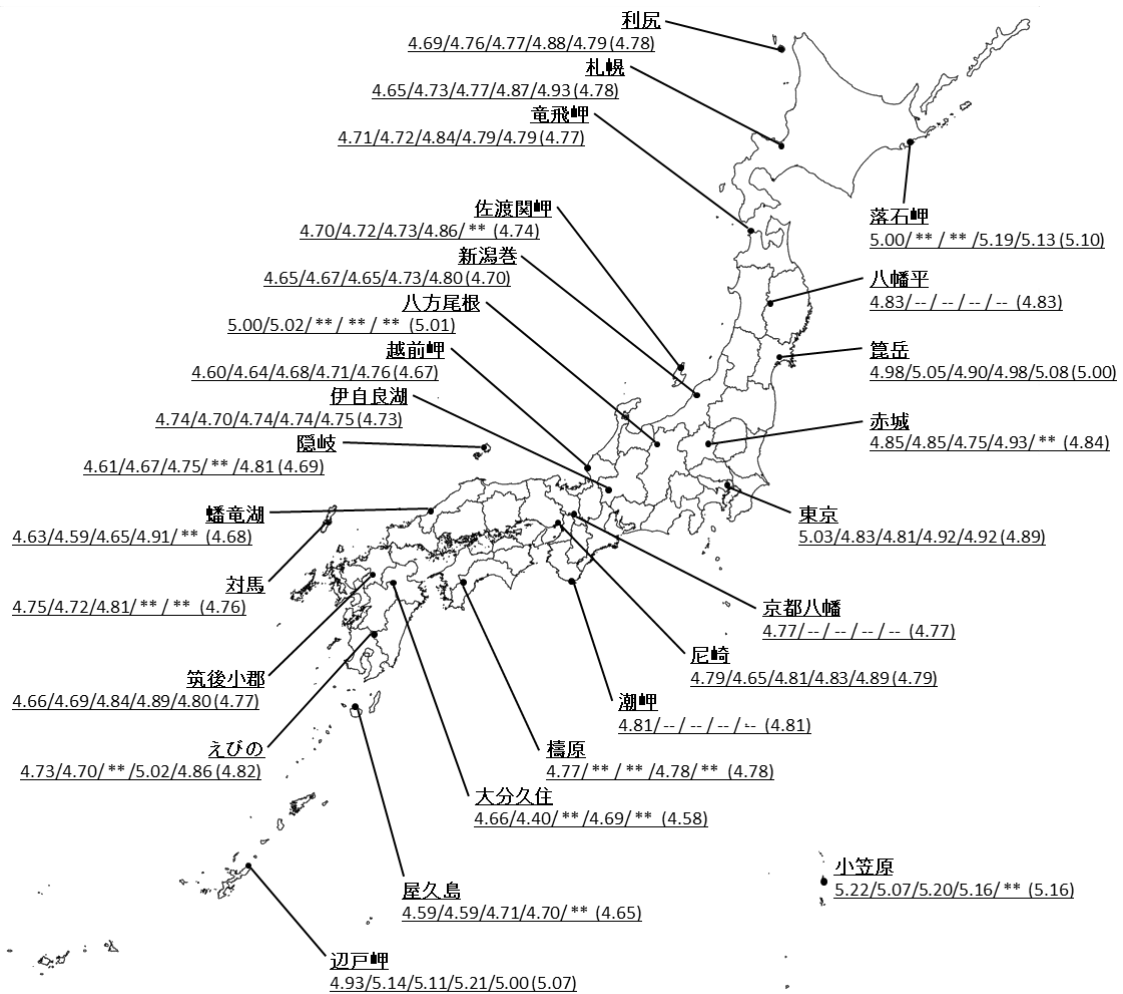 利尻
4.69/4.76/4.77/4.88/4.79 (4.78)
札幌
4.65/4.73/4.77/4.87/4.93 (4.78)
竜飛岬
4.71/4.72/4.84/4.79/4.79 (4.77)
落石岬
5.00/ ** / ** /5.19/5.13 (5.10)
佐渡関岬
4.70/4.72/4.73/4.86/ ** (4.74)
新潟巻
4.65/4.67/4.65/4.73/4.80 (4.70)
八幡平
4.83/ -- / -- / -- / -- (4.83)
八方尾根
5.00/5.02/ ** / ** / ** (5.01)
越前岬
4.60/4.64/4.68/4.71/4.76 (4.67)
箟岳
4.98/5.05/4.90/4.98/5.08 (5.00)
伊自良湖
4.74/4.70/4.74/4.74/4.75 (4.73)
赤城
4.85/4.85/4.75/4.93/ ** (4.84)
隠岐
4.61/4.67/4.75/ ** /4.81 (4.69)
蟠竜湖
4.63/4.59/4.65/4.91/ ** (4.68)
東京
5.03/4.83/4.81/4.92/4.92 (4.89)
対馬
4.75/4.72/4.81/ ** / ** (4.76)
京都八幡
4.77/ -- / -- / -- / -- (4.77)
尼崎
4.79/4.65/4.81/4.83/4.89 (4.79)
筑後小郡
4.66/4.69/4.84/4.89/4.80 (4.77)
潮岬
4.81/ -- / -- / -- / -- (4.81)
えびの
4.73/4.70/ ** /5.02/4.86 (4.82)
檮原
4.77/ ** / ** /4.78/ ** (4.78)
大分久住
4.66/4.40/ ** /4.69/ ** (4.58)
小笠原
5.22/5.07/5.20/5.16/ ** (5.16)
屋久島
4.59/4.59/4.71/4.70/ ** (4.65)
辺戸岬
4.93/5.14/5.11/5.21/5.00 (5.07)